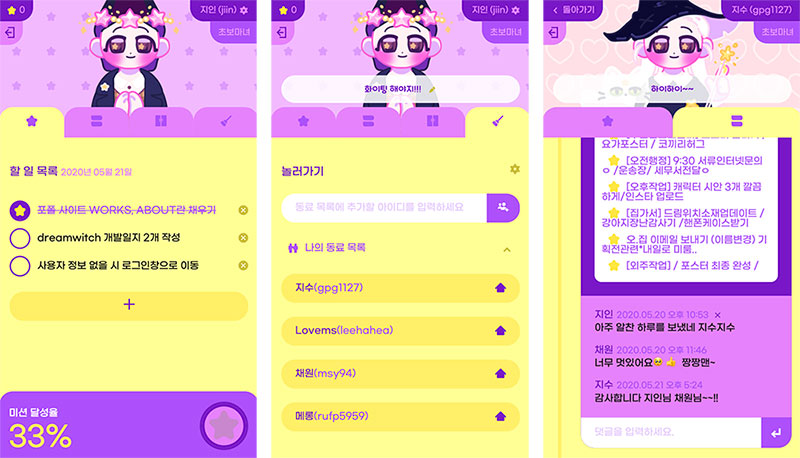 0
지인 (jiin)
초보마녀
할 일 목록 2020년 05월 21일
포폴 사이트 WORKS, ABOUT란 채우기
dreamwitch 개발일지 2개 작성
사용자 정보 없을 시 로그인창으로 이동
+
미션 달성율
33%
0
지인 (jiin)
초보마녀
화이팅 해야지!!!
놀러가기
동료 목록에 추가할 아이디를 입력하세요
나의 동료 목록
지수(gpg1127)
Lovems(leehahea)
채원(msy94)
메롱(rufp5959)
돌아가기
지수 (gpg1127)
초보마녀
하이하이~~
요가포스터 / 코끼리허그
[오전행정] 9:30 서류인터넷문의
ㅇ /운송장/ 세무서전달ㅇ
[오후작업] 캐릭터 시안 3개 깔끔
하게/인스타 업로드
[집가서] 드림위치소재업데이트 /
강아지장난감사기 /핸폰케이스받기
오.집 이메일 보내기 (이름변경) 기
획전관련*내일로 미룸..
[외주작업] / 포스터 최종 완성 /
지인 2020.05.20 오후 10:53 ×
아주 알찬 하루를 보냈네 지수지수
채원 2020.05.20 오후 11:46
너무 멋있어요🥺 👍 짱짱맨~
지수 2020.05.21 오후 5:24
감사합니다 지인님 채원님~~!!
댓글을 입력하세요.